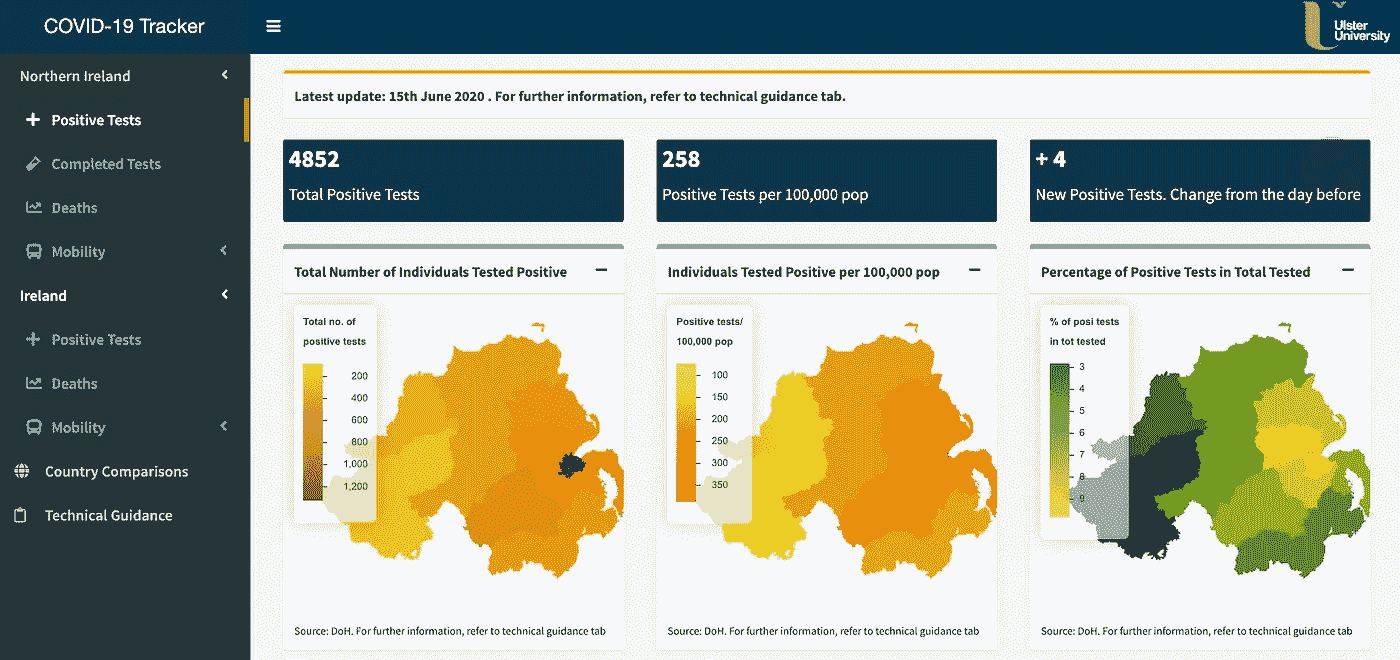 COVID-19 Tracker
Ulster
University
Northern Ireland
Positive Tests
Completed Tests
Deaths
Mobility
Ireland
Positive Tests
Deaths
Mobility
Country Comparisons
Technical Guidance
Latest update: 15th June 2020 . For further information, refer to technical guidance tab.
4852
Total Positive Tests
258
Positive Tests per 100,000 pop
+ 4
New Positive Tests. Change from the day before
Total Number of Individuals Tested Positive
Total no. of
positive tests
200
400
600
800
1,000
1,200
Source: DoH. For further information, refer to technical guidance tab
Individuals Tested Positive per 100,000 pop
Positive tests/
100,000 pop
100
150
200
250
300
350
Source: DoH. For further information, refer to technical guidance tab
Percentage of Positive Tests in Total Tested
% of posi tests
in tot tested
3
4
5
6
7
8
9
Source: DoH. For further information, refer to technical guidance tab